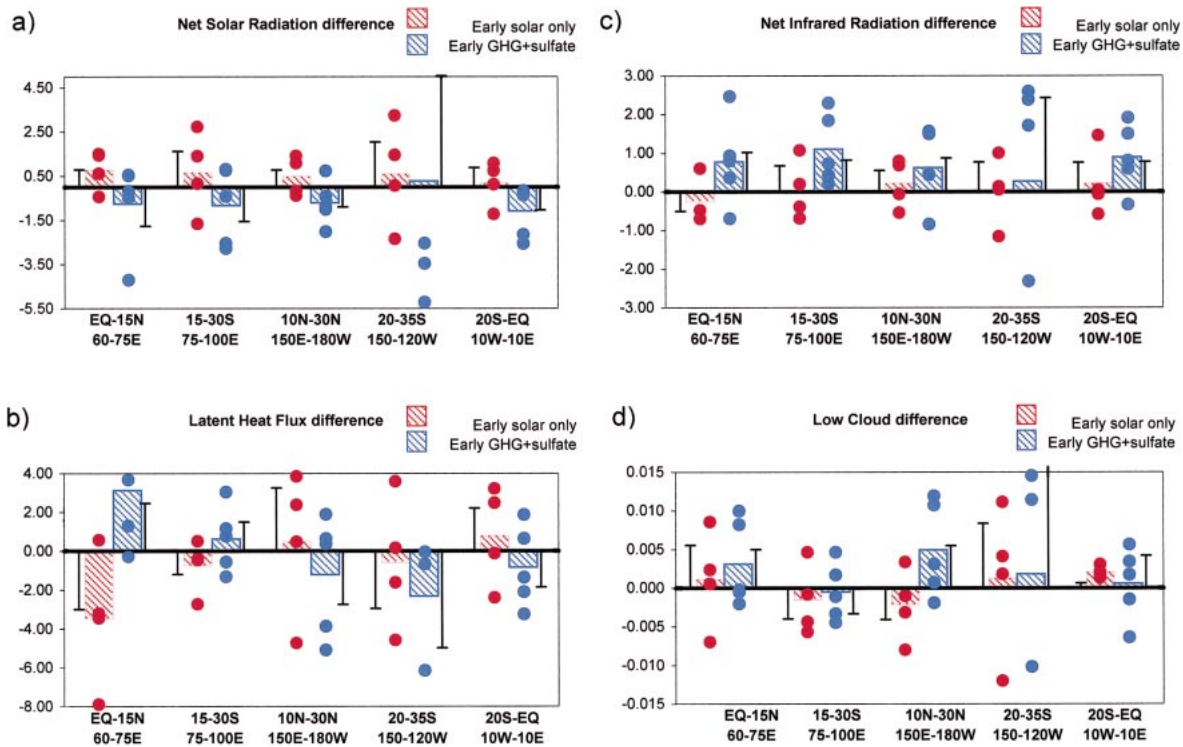 a)
Net Solar Radiation difference
Early solar only
Early GHG+sulfate
4.50
2.50
0.50
-1.50
-3.50
-5.50
EQ-15N 15-30S 10N-30N 20-35S 20S-EQ
60-75E 75-100E 150E-180W 150-120W 10W-10E
c)
Net Infrared Radiation difference
Early solar only
Early GHG+sulfate
3.00
2.00
1.00
0.00
-1.00
-2.00
-3.00
EQ-15N 15-30S 10N-30N 20-35S 20S-EQ
60-75E 75-100E 150E-180W 150-120W 10W-10E
b)
Latent Heat Flux difference
Early solar only
Early GHG+sulfate
4.00
2.00
0.00
-2.00
-4.00
-6.00
-8.00
EQ-15N 15-30S 10N-30N 20-35S 20S-EQ
60-75E 75-100E 150E-180W 150-120W 10W-10E
d)
Low Cloud difference
Early solar only
Early GHG+sulfate
0.015
0.010
0.005
0.000
-0.005
-0.010
-0.015
EQ-15N 15-30S 10N-30N 20-35S 20S-EQ
60-75E 75-100E 150E-180W 150-120W 10W-10E